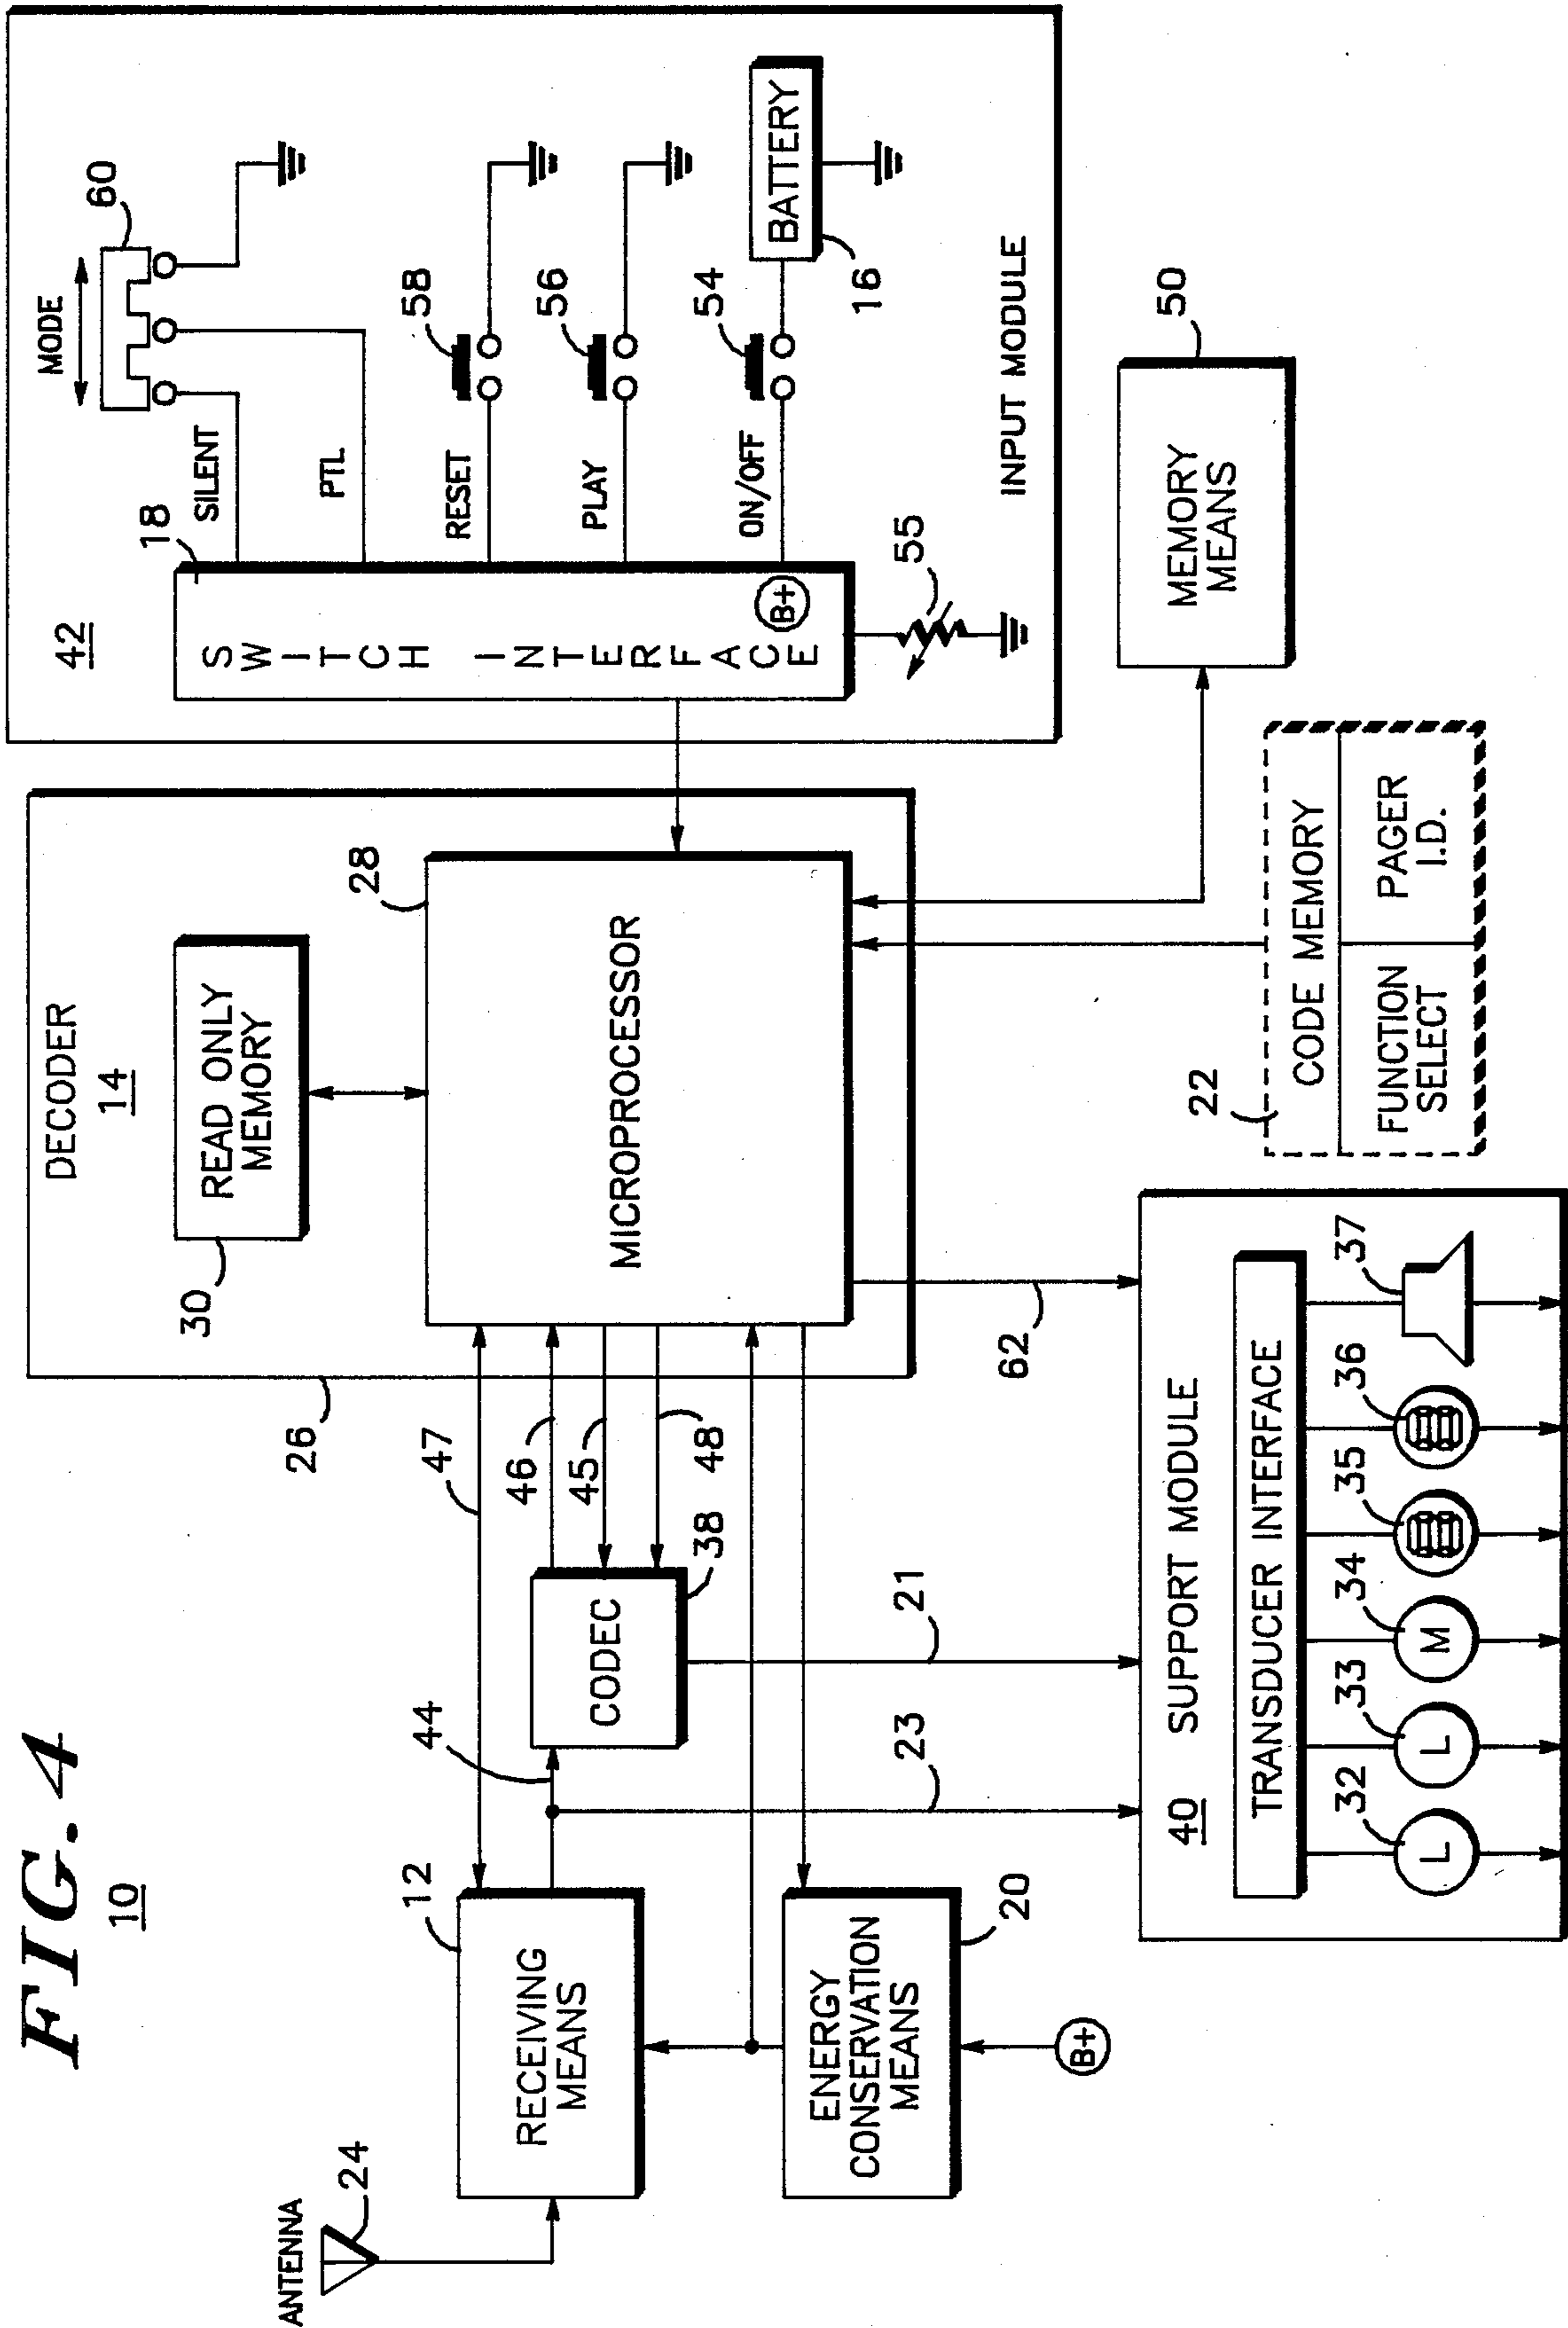 FIG. 4
10
ANTENNA
24
12
RECEIVING
MEANS
ENERGY
CONSERVATION
MEANS
20
B+
44
47
46
45
48
CODEC
38
21
23
26
DECODER
14
30
READ ONLY
MEMORY
28
MICROPROCESSOR
62
42
18
SWITCH INTERFACE
B+
55
SILENT
PTL
RESET
PLAY
ON/OFF
MODE
60
58
56
54
BATTERY
16
INPUT MODULE
MEMORY
MEANS
50
22
CODE MEMORY
FUNCTION
SELECT
PAGER
I.D.
40
SUPPORT MODULE
TRANSDUCER INTERFACE
32
33
34
35
36
37
L
L
M